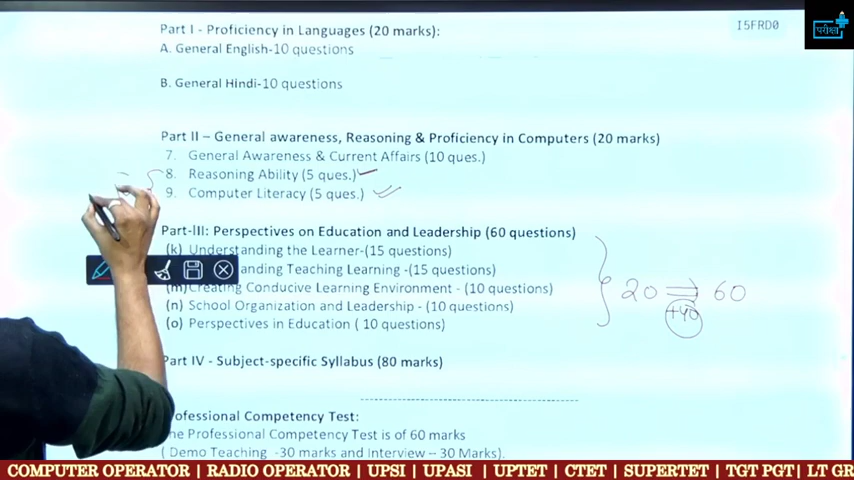 Part I - Proficiency in Languages (20 marks):
I5FRD0
परीक्षा
A. General English-10 questions
B. General Hindi-10 questions
Part II – General awareness, Reasoning & Proficiency in Computers (20 marks)
7. General Awareness & Current Affairs (10 ques.)
8. Reasoning Ability (5 ques.)
9. Computer Literacy (5 ques.)
Part-III: Perspectives on Education and Leadership (60 questions)
(k) Understanding the Learner-(15 questions)
anding Teaching Learning -(15 questions)
(m)Creating Conducive Learning Environment - (10 questions)
20 60
+40
(n) School Organization and Leadership - (10 questions)
(o) Perspectives in Education ( 10 questions)
Part IV - Subject-specific Syllabus (80 marks)
rofessional Competency Test:
he Professional Competency Test is of 60 marks
( Demo Teaching -30 marks and Interview – 30 Marks).
COMPUTER OPERATOR | RADIO OPERATOR | UPSI | UPASI | UPTET | CTET | SUPERTET | TGT PGT| LT GR